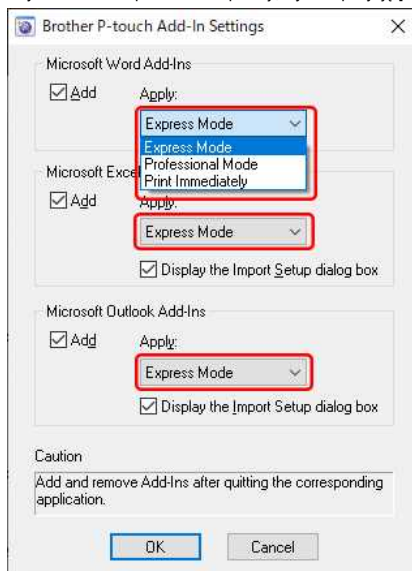 Brother P-touch Add-In Settings
Microsoft Word Add-Ins
Add
Apply:
Express Mode
Express Mode
Professional Mode
Print Immediately
Microsoft Excel
Add
Apply:
Express Mode
Display the Import Setup dialog box
Microsoft Outlook Add-Ins
Add
Apply:
Express Mode
Display the Import Setup dialog box
Caution
Add and remove Add-Ins after quitting the corresponding
application.
OK
Cancel